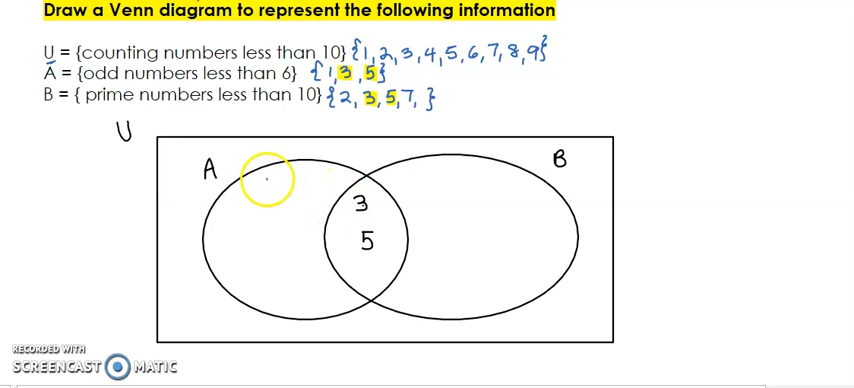 Draw a Venn diagram to represent the following information
U = {counting numbers less than 10} {1, 2, 3, 4, 5, 6, 7, 8, 9}
A = {odd numbers less than 6} {1, 3, 5}
B = { prime numbers less than 10} {2, 3, 5, 7, }
U
A
B
3
5
RECORDED WITH
SCREENCAST MATIC